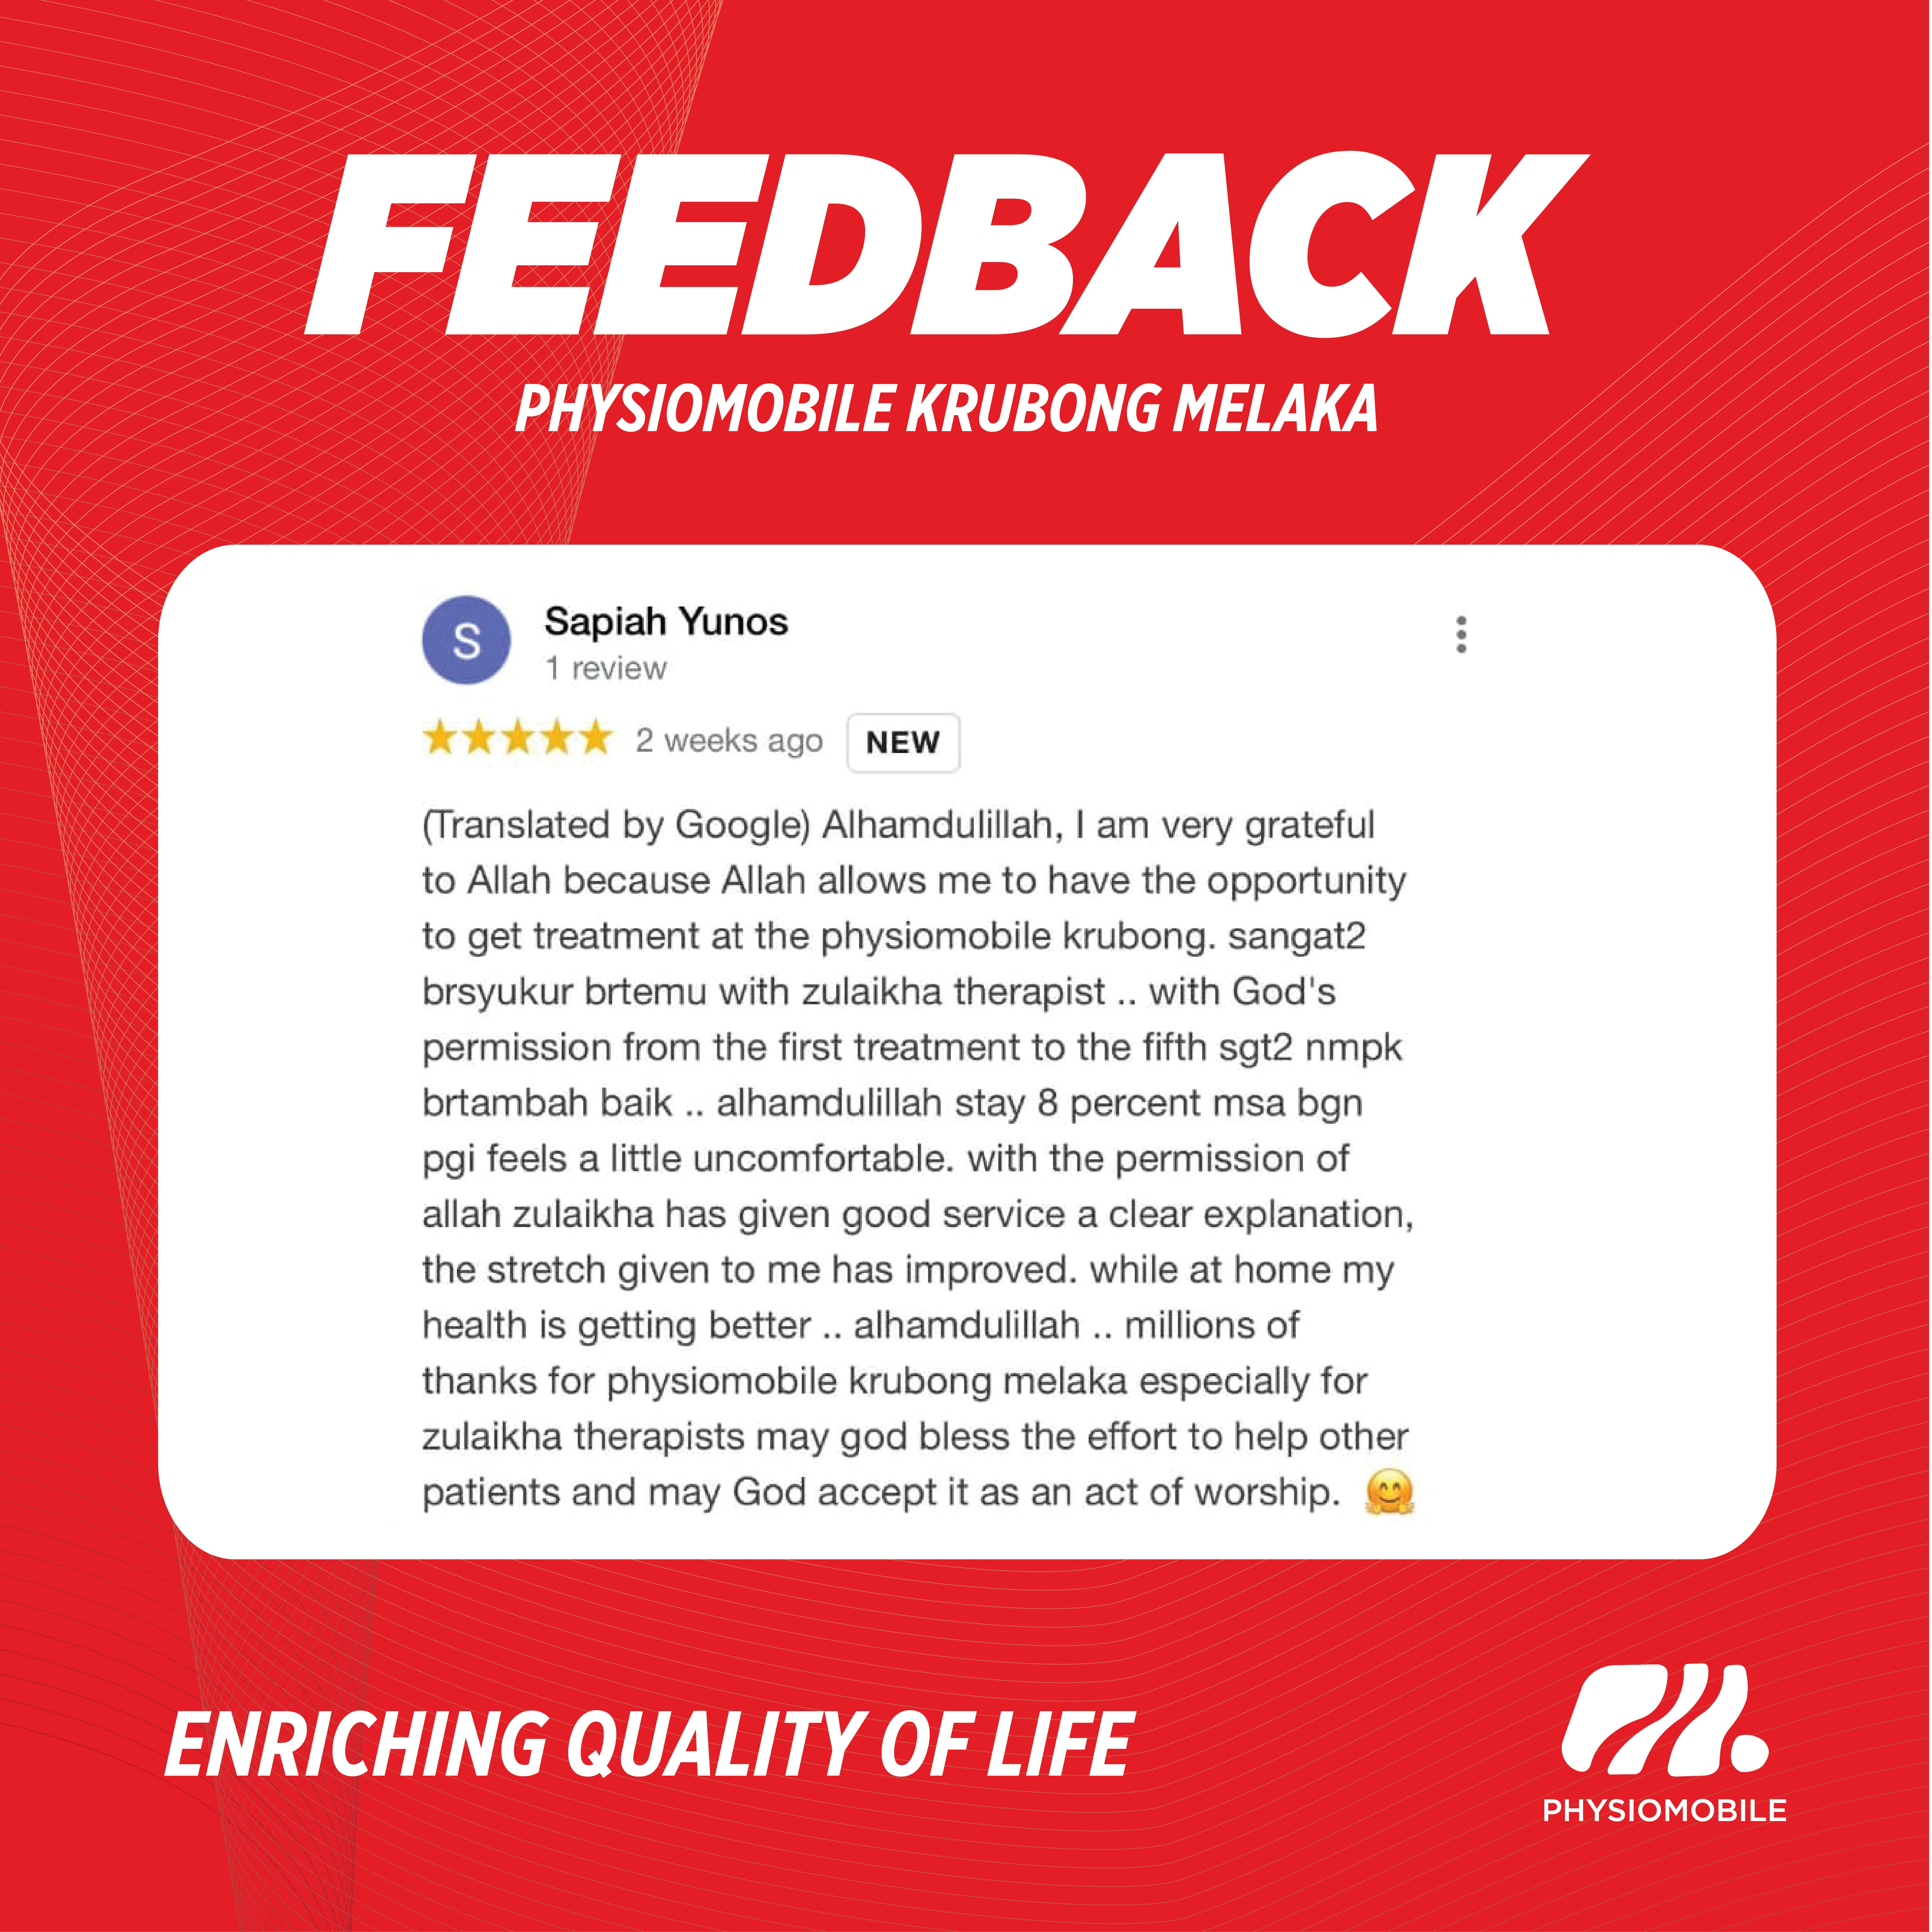 FEEDBACK
PHYSIOMOBILE KRUBONG MELAKA
S
Sapiah Yunos
1 review
2 weeks ago NEW
(Translated by Google) Alhamdulillah, I am very grateful
to Allah because Allah allows me to have the opportunity
to get treatment at the physiomobile krubong. sangat2
brsyukur brtemu with zulaikha therapist .. with God's
permission from the first treatment to the fifth sgt2 nmpk
brtambah baik .. alhamdulillah stay 8 percent msa bgn
pgi feels a little uncomfortable. with the permission of
allah zulaikha has given good service a clear explanation,
the stretch given to me has improved. while at home my
health is getting better .. alhamdulillah .. millions of
thanks for physiomobile krubong melaka especially for
zulaikha therapists may god bless the effort to help other
patients and may God accept it as an act of worship. 🤗
ENRICHING QUALITY OF LIFE
PHYSIOMOBILE